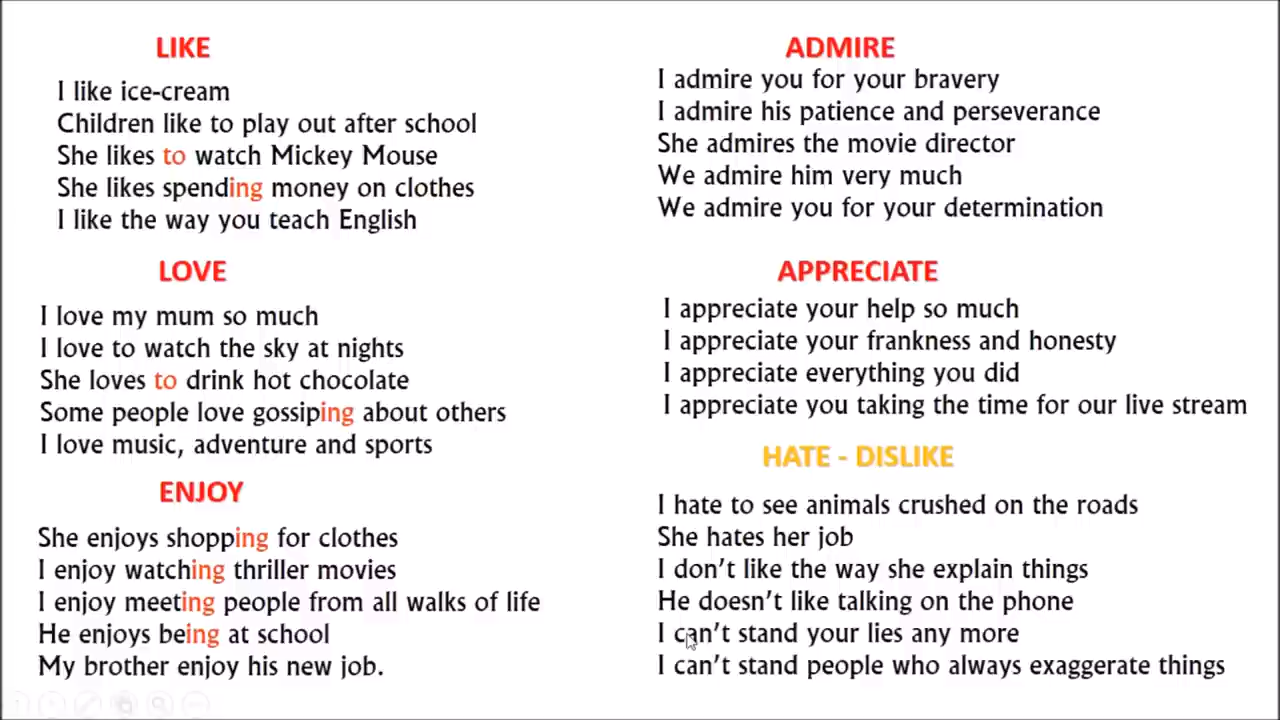 LIKE
I like ice-cream
Children like to play out after school
She likes to watch Mickey Mouse
She likes spending money on clothes
I like the way you teach English
LOVE
I love my mum so much
I love to watch the sky at nights
She loves to drink hot chocolate
Some people love gossiping about others
I love music, adventure and sports
ENJOY
She enjoys shopping for clothes
I enjoy watching thriller movies
I enjoy meeting people from all walks of life
He enjoys being at school
My brother enjoy his new job.
ADMIRE
I admire you for your bravery
I admire his patience and perseverance
She admires the movie director
We admire him very much
We admire you for your determination
APPRECIATE
I appreciate your help so much
I appreciate your frankness and honesty
I appreciate everything you did
I appreciate you taking the time for our live stream
HATE - DISLIKE
I hate to see animals crushed on the roads
She hates her job
I don’t like the way she explain things
He doesn’t like talking on the phone
I can’t stand your lies any more
I can’t stand people who always exaggerate things